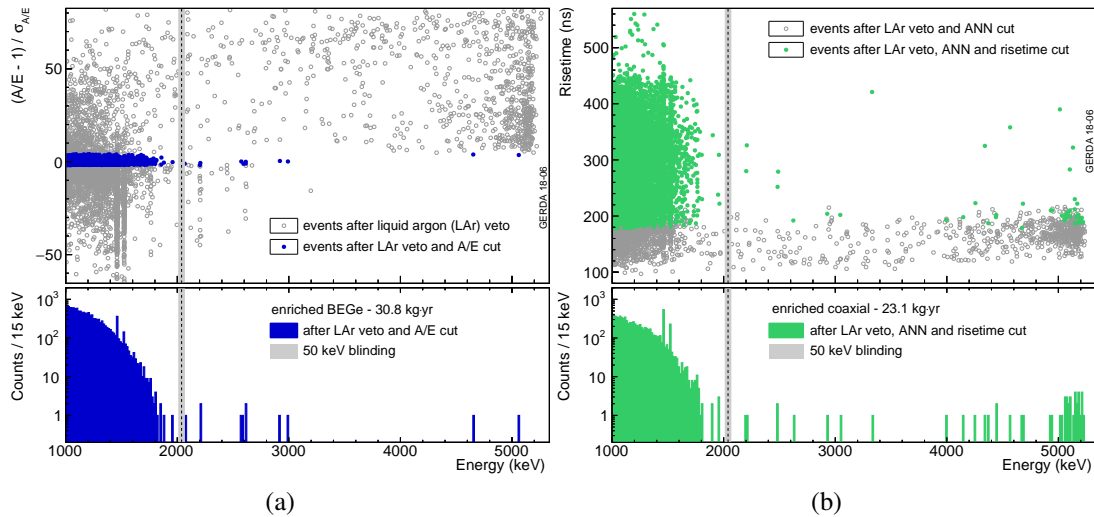 (A/E - 1) / σ_A/E
50
0
−50
events after liquid argon (LAr) veto
events after LAr veto and A/E cut
GERDA 18-06
Counts / 15 keV
10³
10²
10
1
enriched BEGe - 30.8 kg·yr
after LAr veto and A/E cut
50 keV blinding
1000 2000 3000 4000 5000
Energy (keV)
(a)
Risetime (ns)
500
400
300
200
100
events after LAr veto and ANN cut
events after LAr veto, ANN and risetime cut
GERDA 18-06
Counts / 15 keV
10³
10²
10
1
enriched coaxial - 23.1 kg·yr
after LAr veto, ANN and risetime cut
50 keV blinding
1000 2000 3000 4000 5000
Energy (keV)
(b)